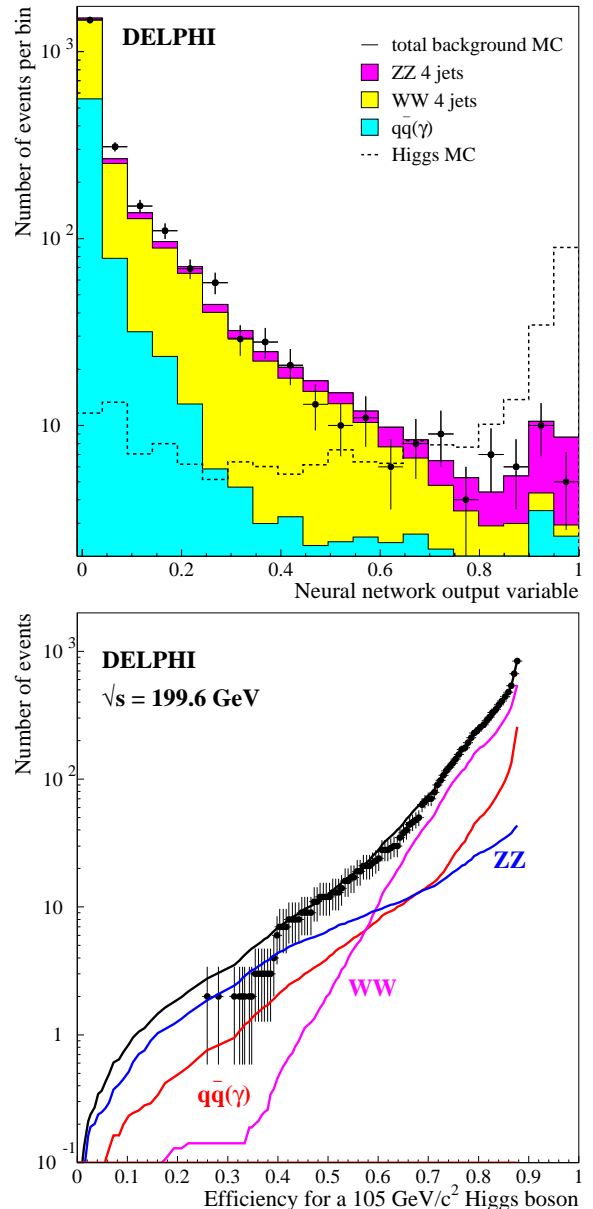 Number of events per bin
DELPHI
total background MC
ZZ 4 jets
WW 4 jets
qq̄(γ)
Higgs MC
10³
10²
10
0 0.2 0.4 0.6 0.8 1
Neural network output variable
Number of events
DELPHI
√s = 199.6 GeV
10³
10²
10
1
10⁻¹
ZZ
WW
qq̄(γ)
0 0.1 0.2 0.3 0.4 0.5 0.6 0.7 0.8 0.9 1
Efficiency for a 105 GeV/c² Higgs boson